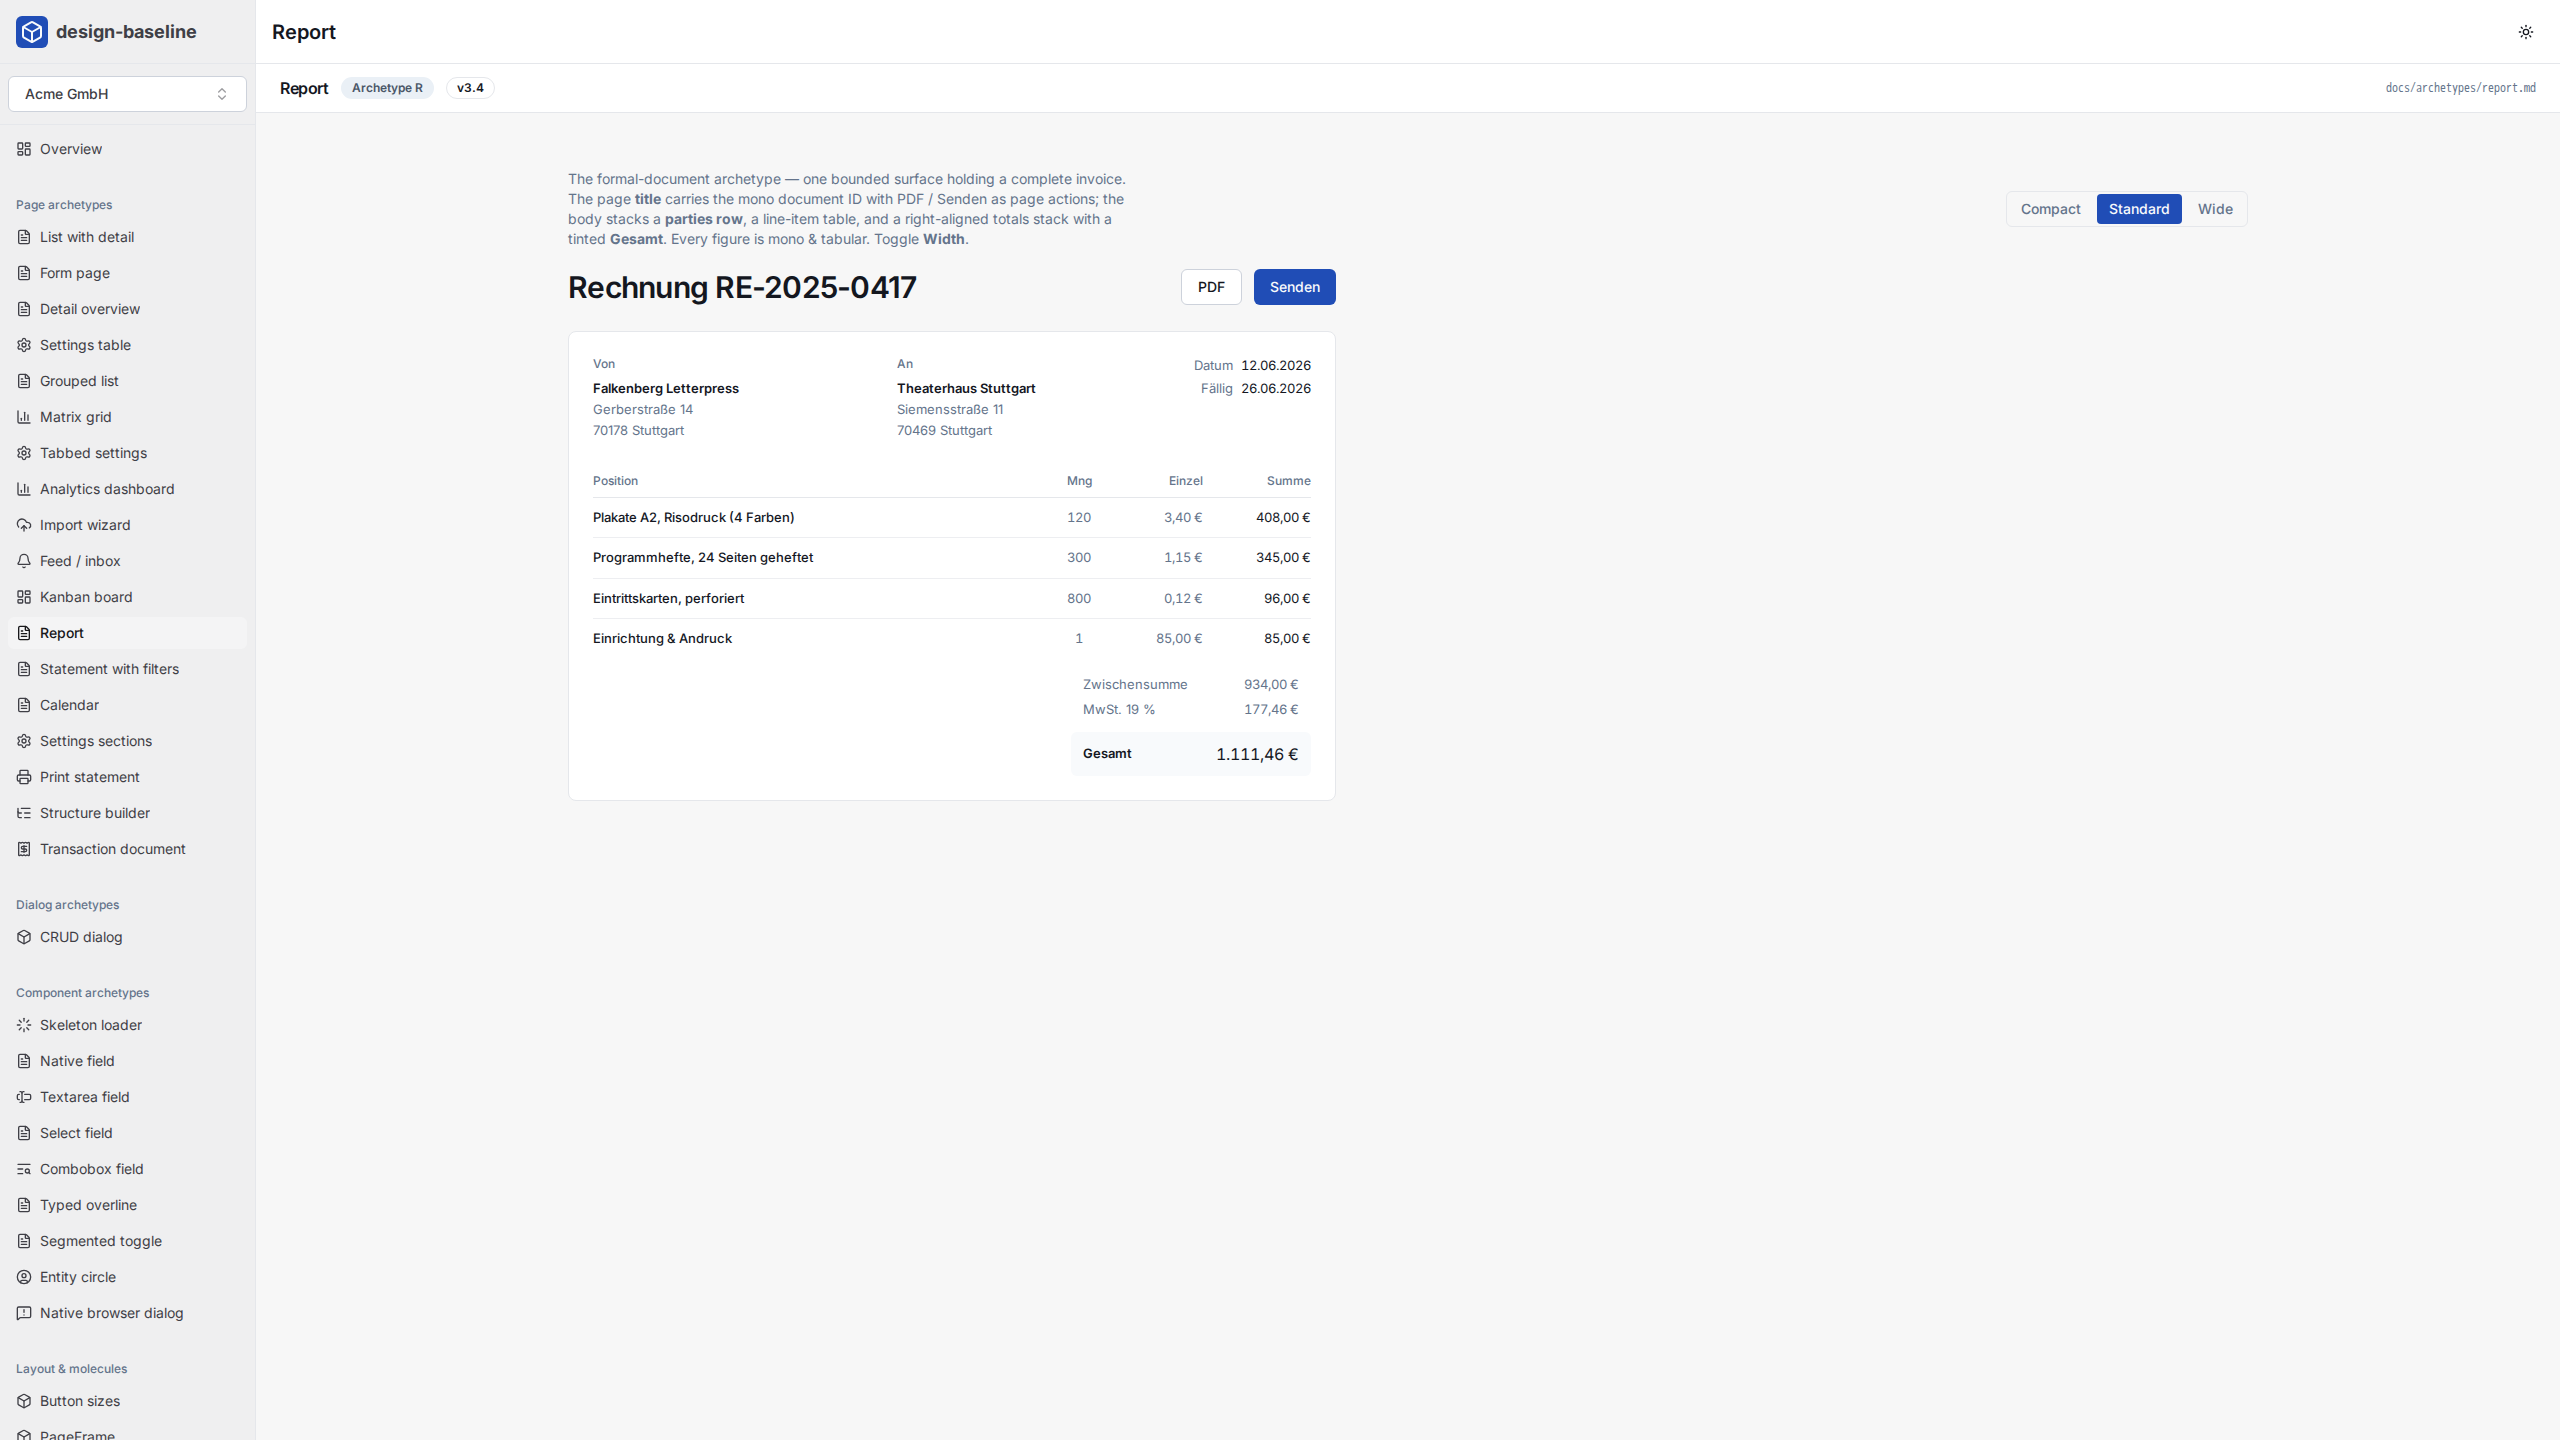 design-baseline
Acme GmbH
Overview
Page archetypes
List with detail
Form page
Detail overview
Settings table
Grouped list
Matrix grid
Tabbed settings
Analytics dashboard
Import wizard
Feed / inbox
Kanban board
Report
Statement with filters
Calendar
Settings sections
Print statement
Structure builder
Transaction document
Dialog archetypes
CRUD dialog
Component archetypes
Skeleton loader
Native field
Textarea field
Select field
Combobox field
Typed overline
Segmented toggle
Entity circle
Native browser dialog
Layout & molecules
Button sizes
PageFrame
Report
Report Archetype R v3.4 docs/archetypes/report.md
The formal-document archetype — one bounded surface holding a complete invoice.
The page title carries the mono document ID with PDF / Senden as page actions; the
body stacks a parties row, a line-item table, and a right-aligned totals stack with a
tinted Gesamt. Every figure is mono & tabular. Toggle Width.
Compact Standard Wide
Rechnung RE-2025-0417 PDF Senden
Von An Datum 12.06.2026
Falkenberg Letterpress Theaterhaus Stuttgart Fällig 26.06.2026
Gerberstraße 14 Siemensstraße 11
70178 Stuttgart 70469 Stuttgart
Position Mng Einzel Summe
Plakate A2, Risodruck (4 Farben) 120 3,40 € 408,00 €
Programmhefte, 24 Seiten geheftet 300 1,15 € 345,00 €
Eintrittskarten, perforiert 800 0,12 € 96,00 €
Einrichtung & Andruck 1 85,00 € 85,00 €
Zwischensumme 934,00 €
MwSt. 19 % 177,46 €
Gesamt 1.111,46 €